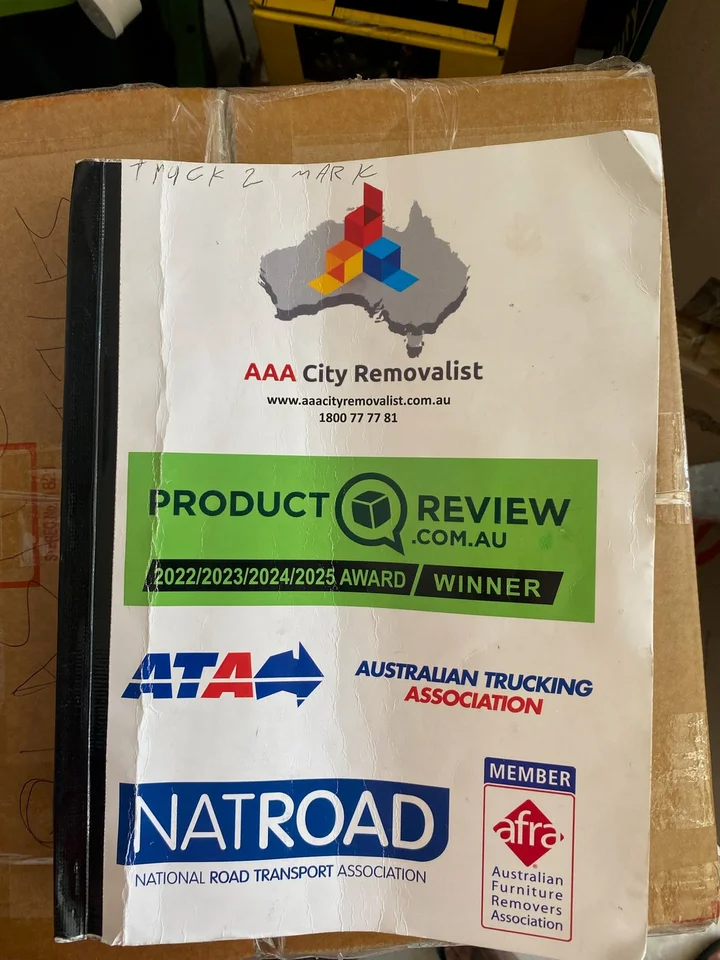 TRUCK 2 MARK
AAA City Removalist
www.aaacityremovalist.com.au
1800 77 77 81
PRODUCT REVIEW
.COM.AU
2022/2023/2024/2025 AWARD WINNER
ATA
AUSTRALIAN TRUCKING
ASSOCIATION
NATROAD
NATIONAL ROAD TRANSPORT ASSOCIATION
MEMBER
afra
Australian
Furniture
Removers
Association